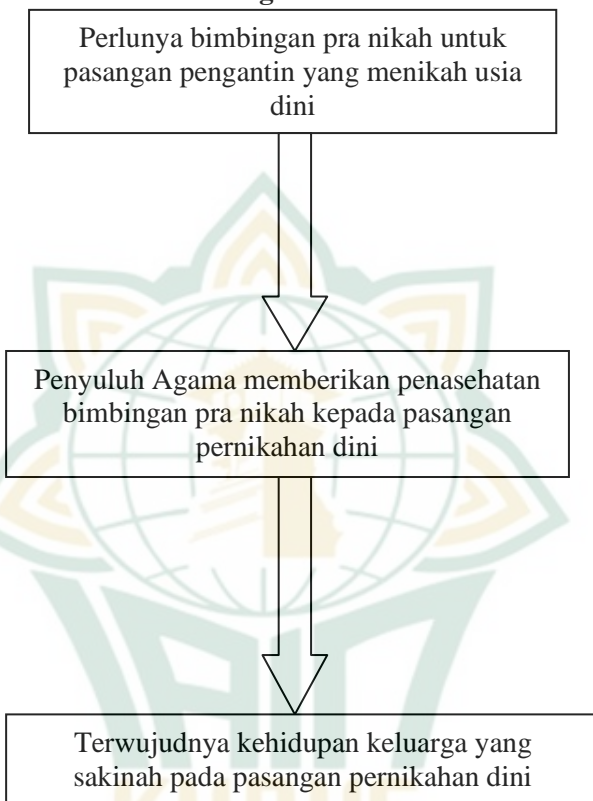 Perlunya bimbingan pra nikah untuk
pasangan pengantin yang menikah usia
dini
Penyuluh Agama memberikan penasehatan
bimbingan pra nikah kepada pasangan
pernikahan dini
Terwujudnya kehidupan keluarga yang
sakinah pada pasangan pernikahan dini
IAIN